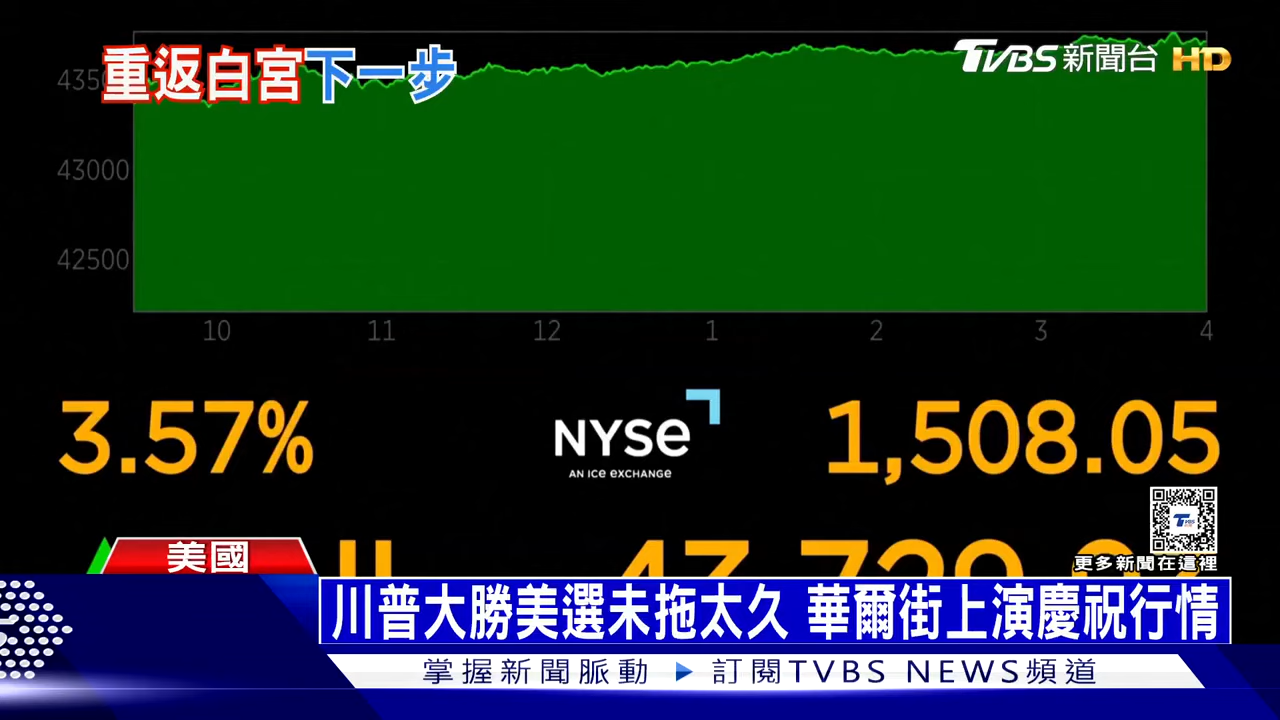 重返白宮下一步
TVBS新聞台 HD
43500
43000
42500
10 11 12 1 2 3 4
3.57%
NYSE
AN ICE EXCHANGE
1,508.05
TVBS
更多新聞在這裡
美國
川普大勝美選未拖太久 華爾街上演慶祝行情
掌握新聞脈動 ▶ 訂閱TVBS NEWS頻道